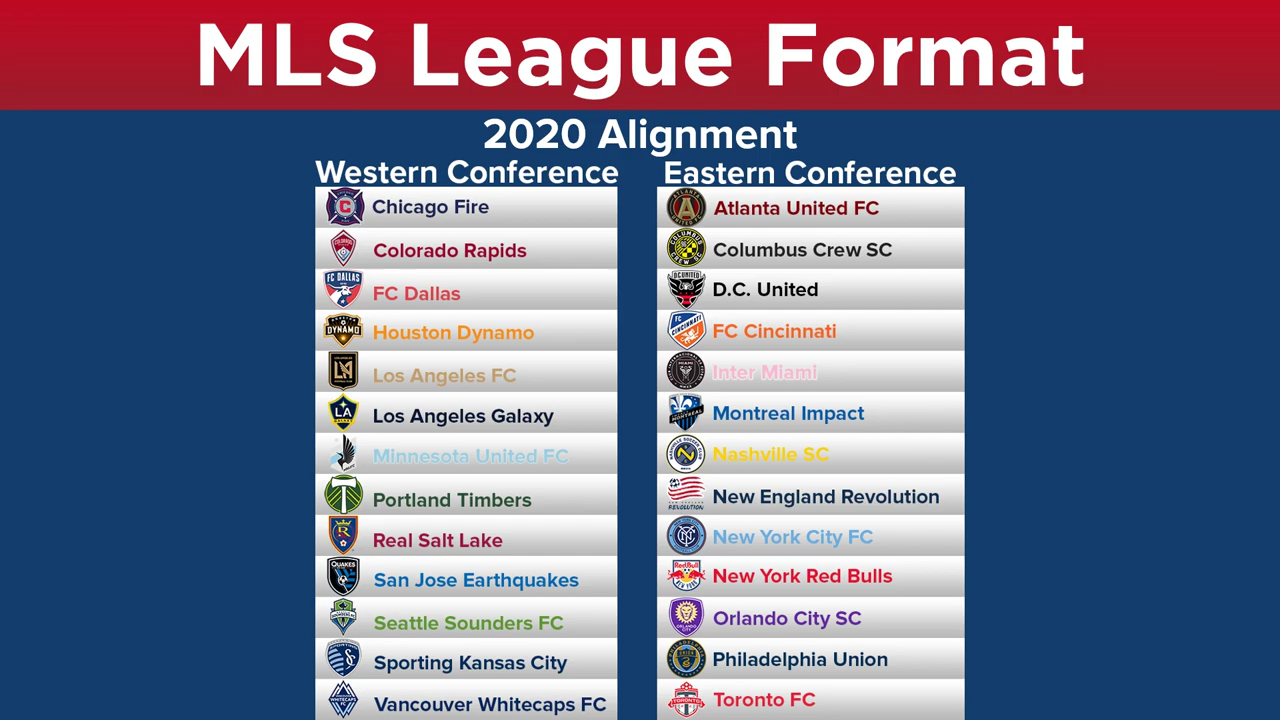 MLS League Format
2020 Alignment
Western Conference
Chicago Fire
Colorado Rapids
FC Dallas
Houston Dynamo
Los Angeles FC
Los Angeles Galaxy
Minnesota United FC
Portland Timbers
Real Salt Lake
San Jose Earthquakes
Seattle Sounders FC
Sporting Kansas City
Vancouver Whitecaps FC
Eastern Conference
Atlanta United FC
Columbus Crew SC
D.C. United
FC Cincinnati
Inter Miami
Montreal Impact
Nashville SC
New England Revolution
New York City FC
New York Red Bulls
Orlando City SC
Philadelphia Union
Toronto FC